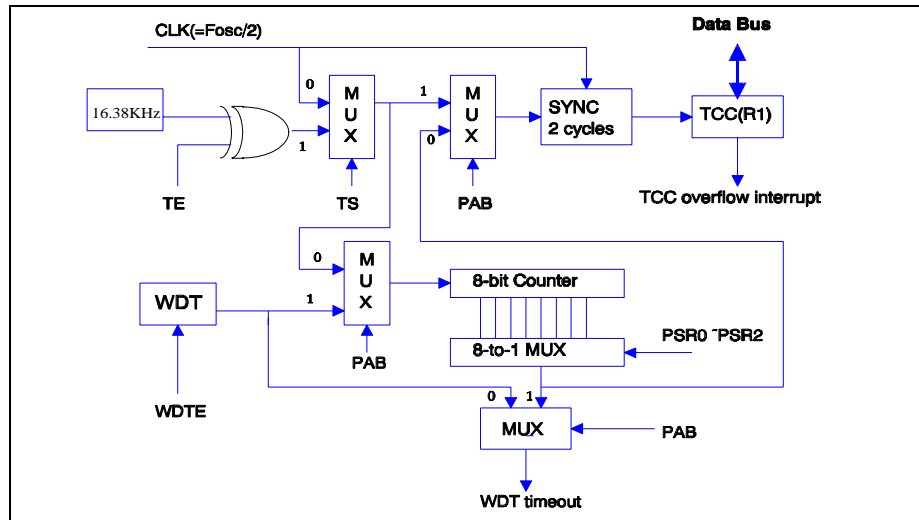 CLK(=Fosc/2)
Data Bus
0
M
U
X
1
M
U
X
SYNC
2 cycles
TCC(R1)
16.38KHz
1
0
TE
TS
PAB
TCC overflow interrupt
0
M
U
X
8-bit Counter
WDT
1
8-to-1 MUX
PSR0 ~PSR2
PAB
WDTE
0
1
MUX
PAB
WDT timeout